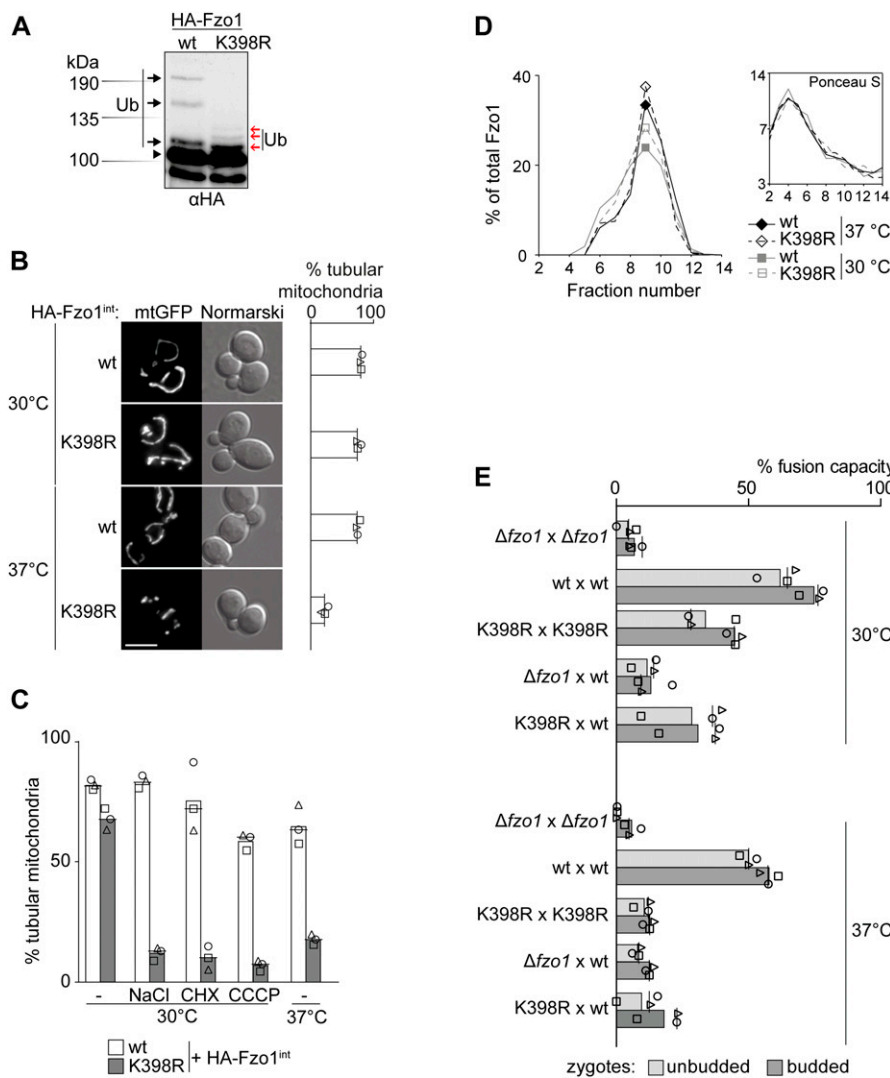 A
HA-Fzo1
wt K398R
kDa
190
Ub
135
100
Ub
αHA
B
% tubular
mitochondria
HA-Fzo1int: mtGFP Normarski 0 100
30°C
wt
K398R
37°C
wt
K398R
C
% tubular mitochondria
100
50
0
- NaCl CHX CCCP -
30°C 37°C
wt
K398R + HA-Fzo1int
D
% of total Fzo1
40
20
0
2 4 6 8 10 12 14
Fraction number
Ponceau S
14
7
3
2 4 6 8 10 12 14
wt
K398R 37 °C
wt
K398R 30 °C
E
% fusion capacity
0 50 100
Δfzo1 x Δfzo1
wt x wt
K398R x K398R
Δfzo1 x wt
K398R x wt
30°C
Δfzo1 x Δfzo1
wt x wt
K398R x K398R
Δfzo1 x wt
K398R x wt
37°C
zygotes: unbudded budded